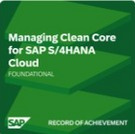 Managing Clean Core
for SAP S/4HANA
Cloud
FOUNDATIONAL
SAP
RECORD OF ACHIEVEMENT